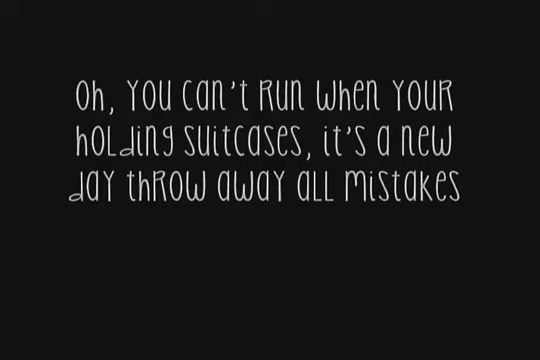 Oh, you can't run when your
holding suitcases, it's a new
day throw away all mistakes